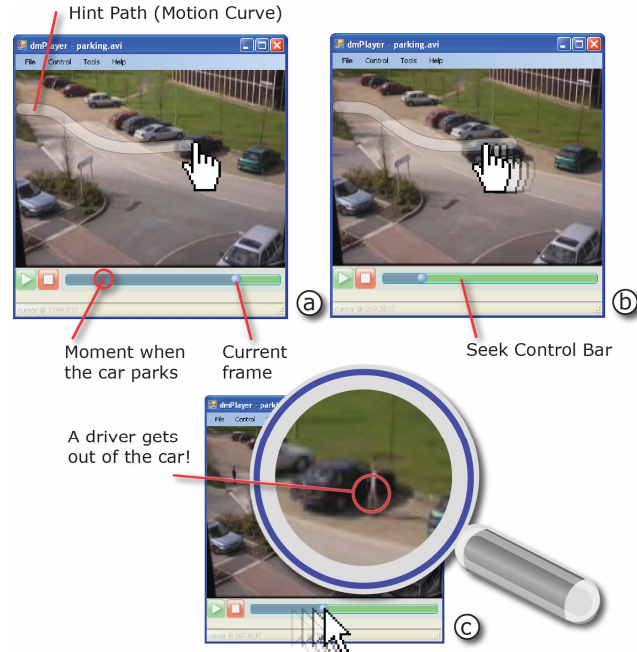 Hint Path (Motion Curve)
dmPlayer - parking.avi
File Control Tools Help
dmPlayer - parking.avi
File Control Tools Help
a
b
Moment when
the car parks
Current
frame
Seek Control Bar
dmPlayer - parki
File Control
A driver gets
out of the car!
c